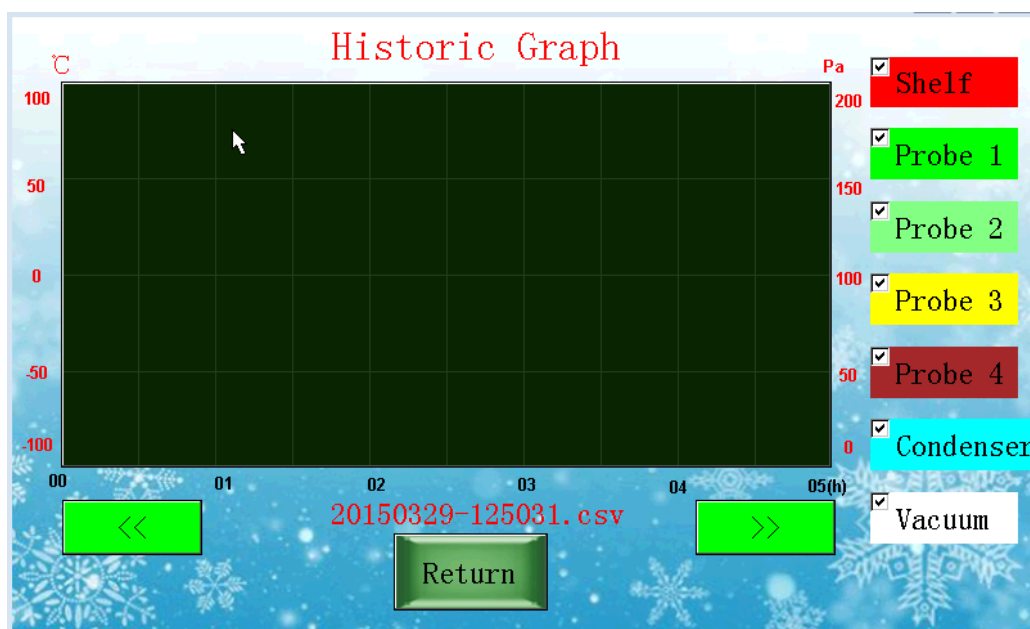 Historic Graph
℃
Pa
100
50
0
-50
-100
200
150
100
50
0
00
01
02
03
04
05(h)
Shelf
Probe 1
Probe 2
Probe 3
Probe 4
Condenser
Vacuum
<<
20150329-125031.csv
>>
Return